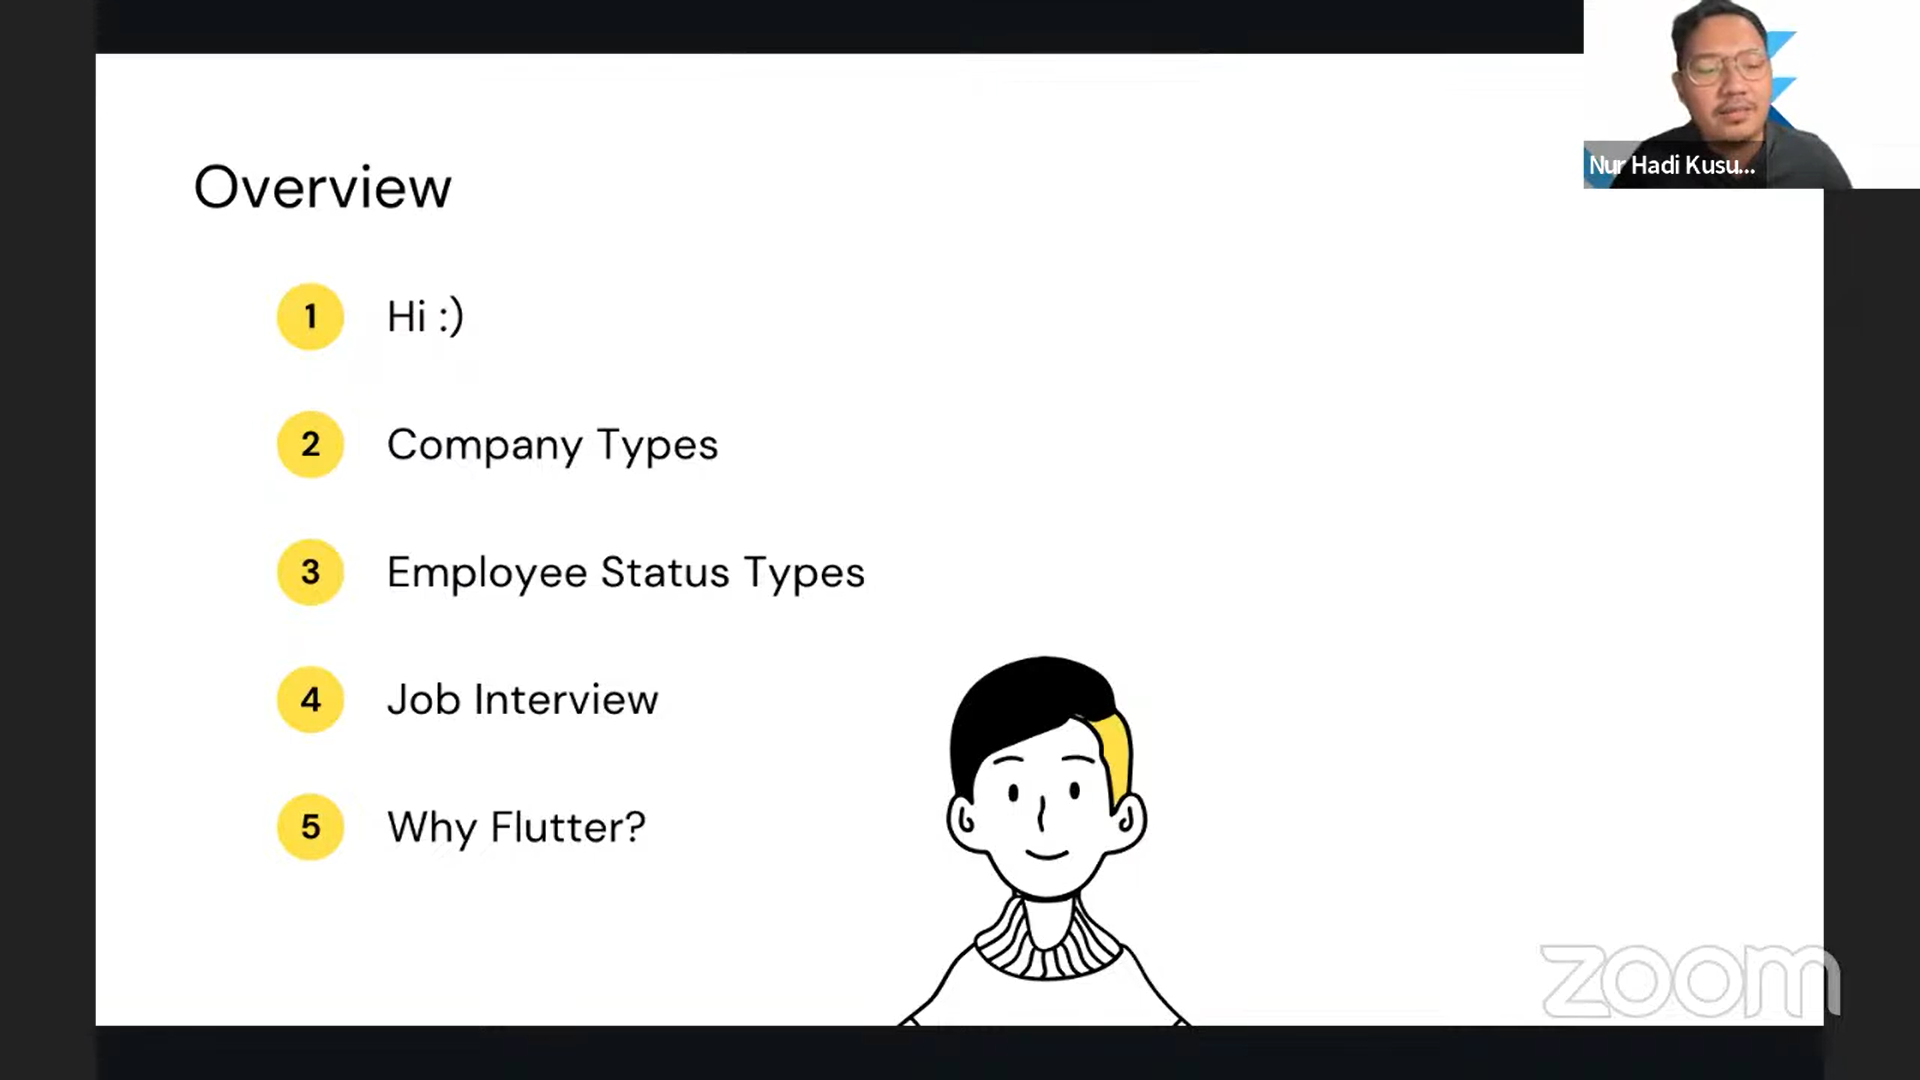 Nur Hadi Kusu...
Overview
1 Hi :)
2 Company Types
3 Employee Status Types
4 Job Interview
5 Why Flutter?
zoom